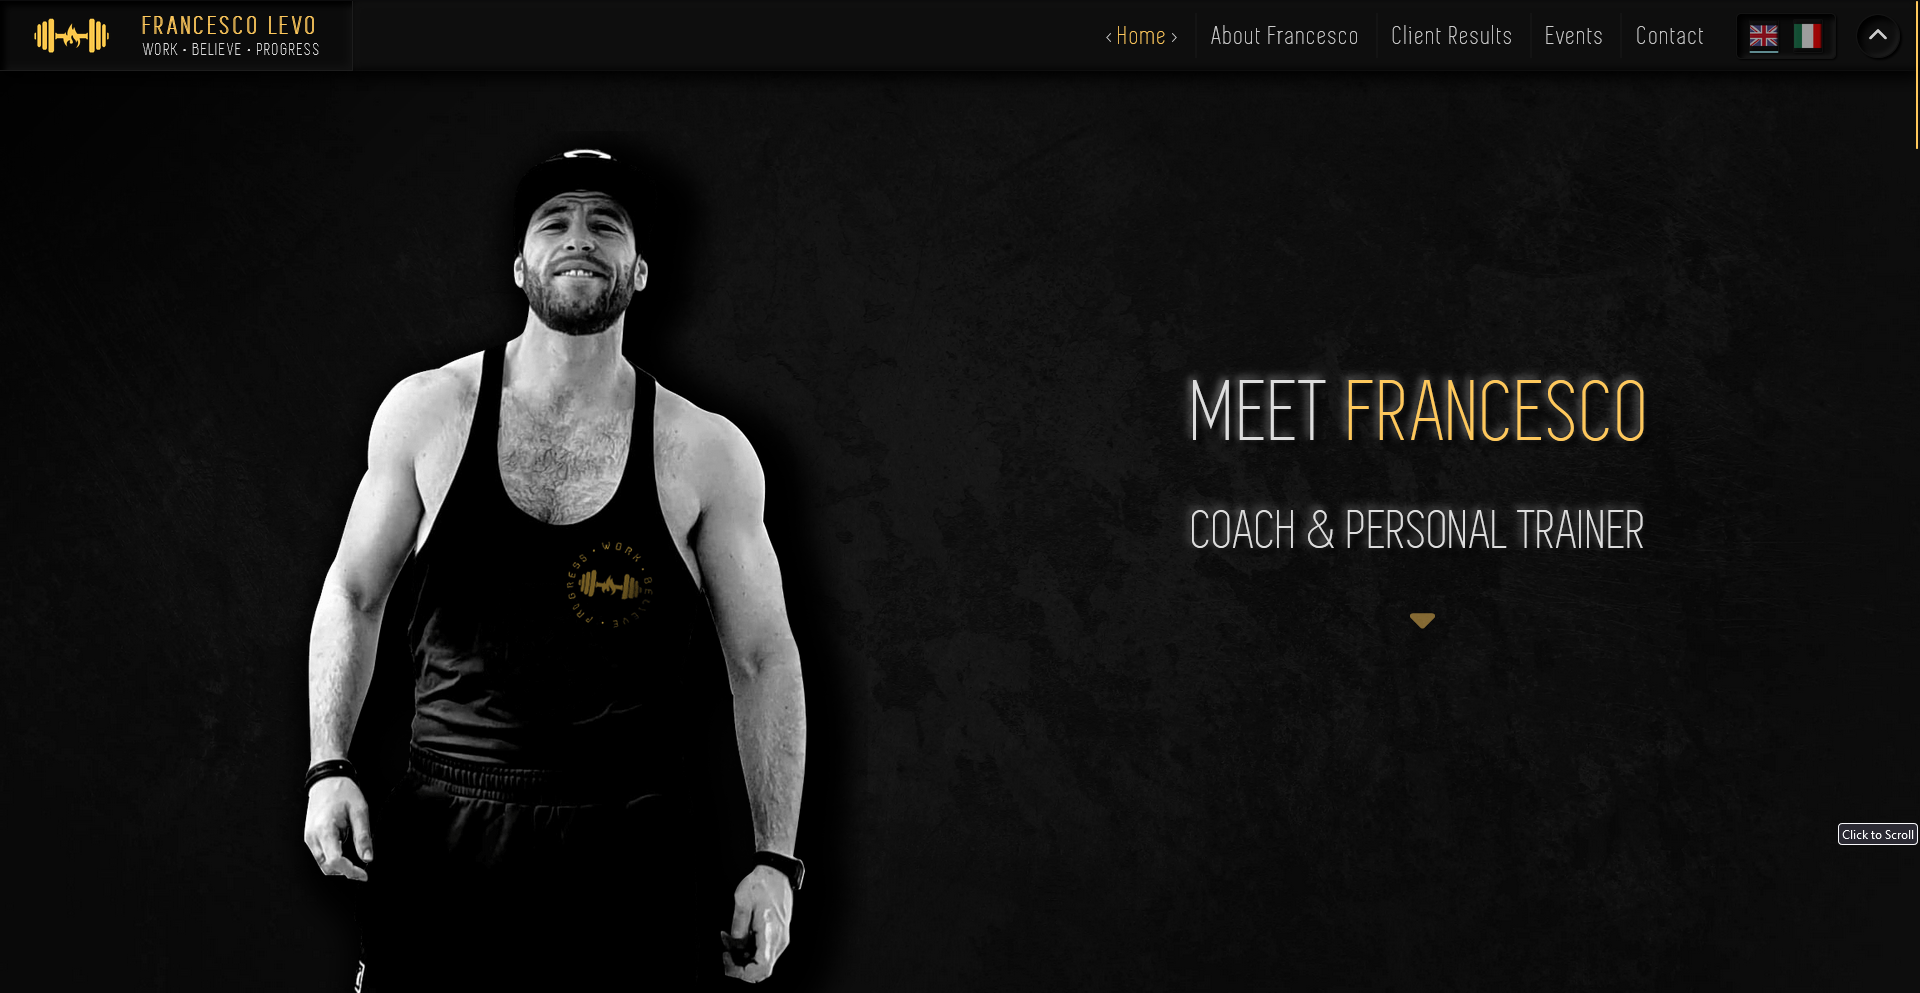 FRANCESCO LEVO
WORK • BELIEVE • PROGRESS
‹ Home ›
About Francesco
Client Results
Events
Contact
MEET FRANCESCO
COACH & PERSONAL TRAINER
• WORK • BELIEVE • PROGRESS
Click to Scroll